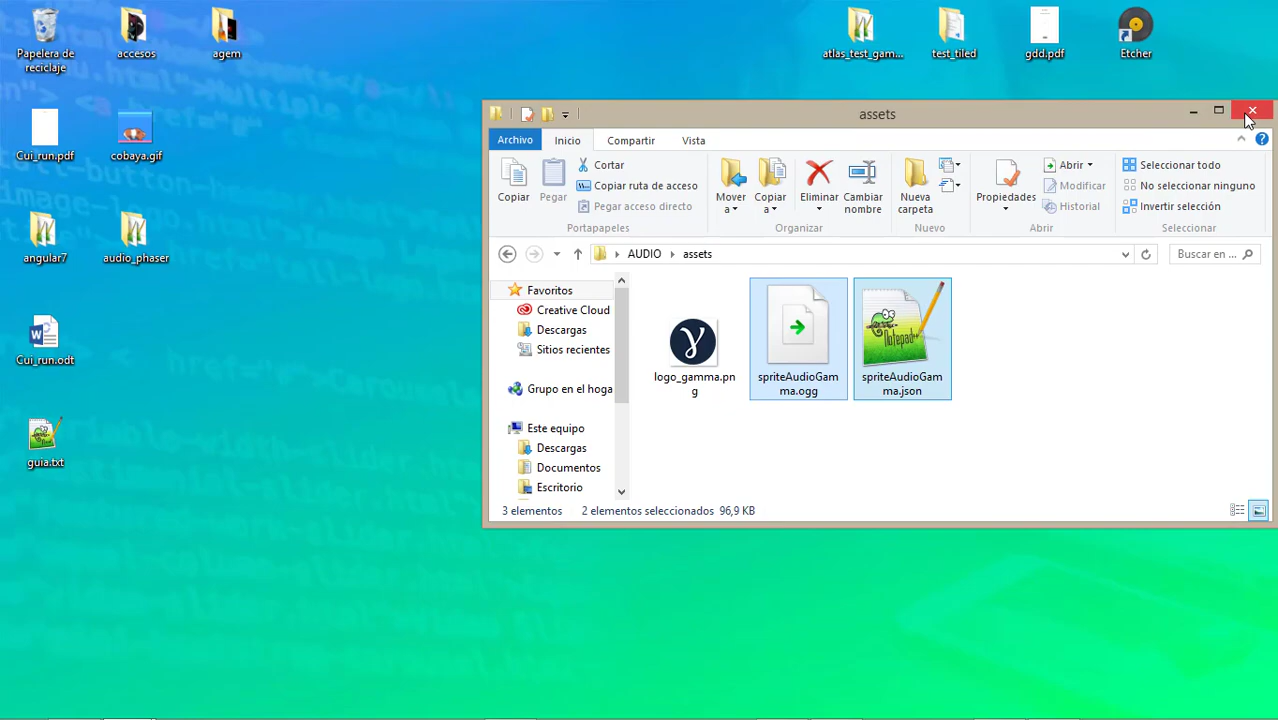 Papelera de
reciclaje
accesos
agem
atlas_test_gam...
test_tiled
gdd.pdf
Etcher
Cui_run.pdf
cobaya.gif
angular7
audio_phaser
Cui_run.odt
guia.txt
assets
Archivo
Inicio
Compartir
Vista
Copiar
Pegar
Cortar
Copiar ruta de acceso
Pegar acceso directo
Portapapeles
Mover
a
Copiar
a
Eliminar
Cambiar
nombre
Organizar
Nueva
carpeta
Nuevo
Propiedades
Abrir
Modificar
Historial
Abrir
Seleccionar todo
No seleccionar ninguno
Invertir selección
Seleccionar
AUDIO
assets
Buscar en ...
Favoritos
Creative Cloud
Descargas
Sitios recientes
Grupo en el hoga
Este equipo
Descargas
Documentos
Escritorio
γ
logo_gamma.pn
g
spriteAudioGam
ma.ogg
Notepad++
spriteAudioGam
ma.json
3 elementos
2 elementos seleccionados 96,9 KB